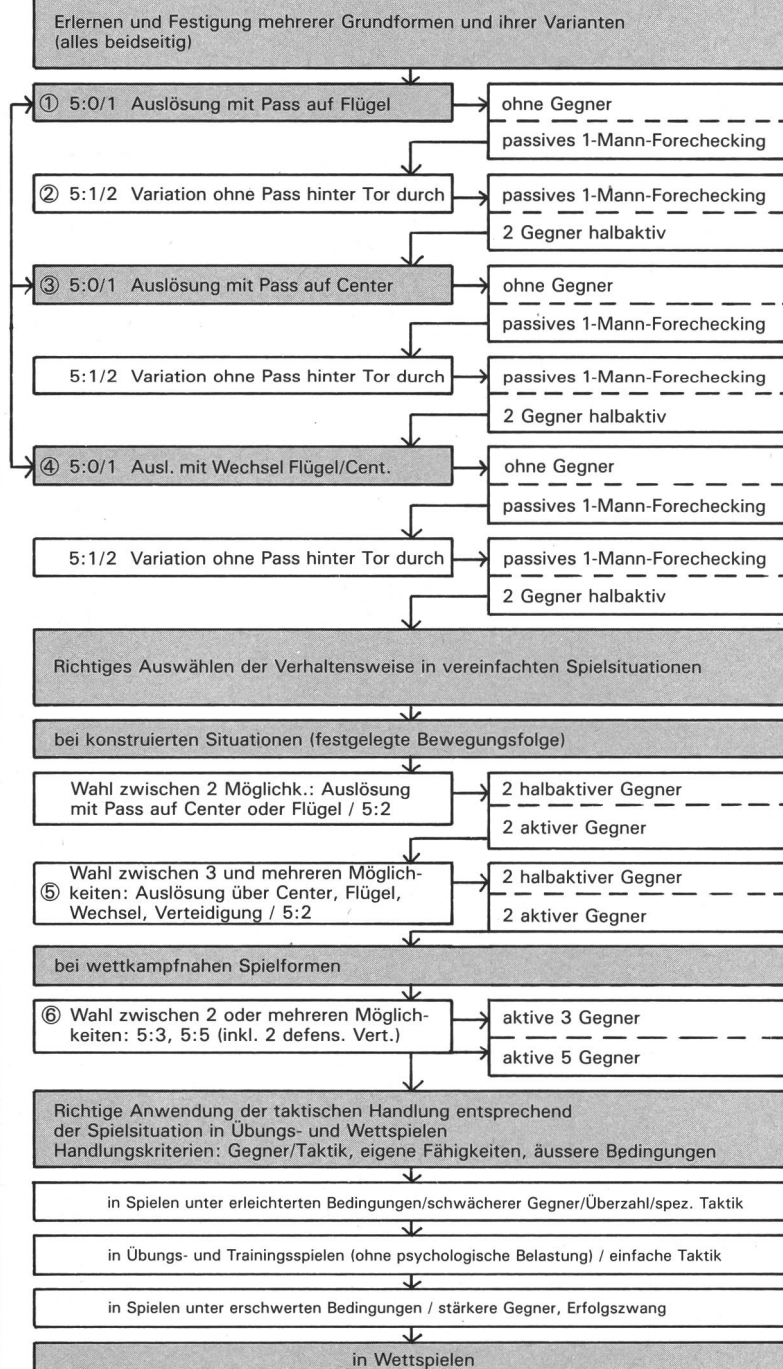 Erlernen und Festigung mehrerer Grundformen und ihrer Varianten
(alles beidseitig)
① 5:0/1 Auslösung mit Pass auf Flügel
ohne Gegner
passives 1-Mann-Forechecking
② 5:1/2 Variation ohne Pass hinter Tor durch
passives 1-Mann-Forechecking
2 Gegner halbaktiv
③ 5:0/1 Auslösung mit Pass auf Center
ohne Gegner
passives 1-Mann-Forechecking
5:1/2 Variation ohne Pass hinter Tor durch
passives 1-Mann-Forechecking
2 Gegner halbaktiv
④ 5:0/1 Ausl. mit Wechsel Flügel/Cent.
ohne Gegner
passives 1-Mann-Forechecking
5:1/2 Variation ohne Pass hinter Tor durch
passives 1-Mann-Forechecking
2 Gegner halbaktiv
Richtiges Auswählen der Verhaltensweise in vereinfachten Spielsituationen
bei konstruierten Situationen (festgelegte Bewegungsfolge)
Wahl zwischen 2 Möglichk.: Auslösung
mit Pass auf Center oder Flügel / 5:2
2 halbaktiver Gegner
2 aktiver Gegner
Wahl zwischen 3 und mehreren Möglich-
⑤ keiten: Auslösung über Center, Flügel,
Wechsel, Verteidigung / 5:2
2 halbaktiver Gegner
2 aktiver Gegner
bei wettkampfnahen Spielformen
⑥ Wahl zwischen 2 oder mehreren Möglich-
keiten: 5:3, 5:5 (inkl. 2 defens. Vert.)
aktive 3 Gegner
aktive 5 Gegner
Richtige Anwendung der taktischen Handlung entsprechend
der Spielsituation in Übungs- und Wettspielen
Handlungskriterien: Gegner/Taktik, eigene Fähigkeiten, äussere Bedingungen
in Spielen unter erleichterten Bedingungen/schwächerer Gegner/Überzahl/spez. Taktik
in Übungs- und Trainingsspielen (ohne psychologische Belastung) / einfache Taktik
in Spielen unter erschwerten Bedingungen / stärkere Gegner, Erfolgszwang
in Wettspielen